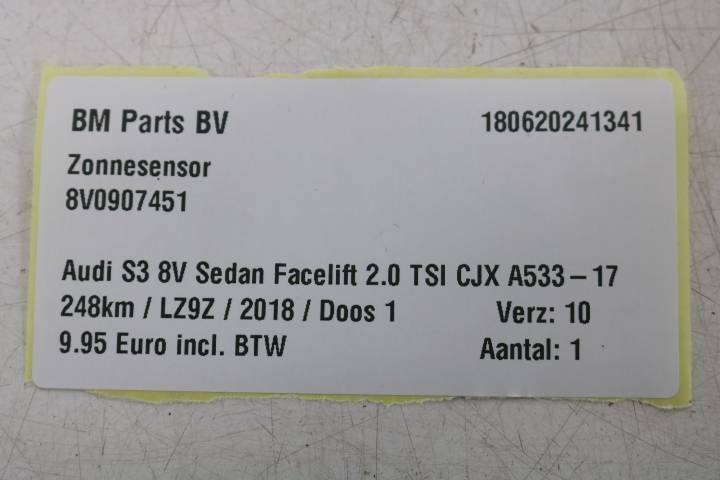 BM Parts BV 180620241341
Zonnesensor
8V0907451
Audi S3 8V Sedan Facelift 2.0 TSI CJX A533-17
248km / LZ9Z / 2018 / Doos 1 Verz: 10
9.95 Euro incl. BTW Aantal: 1